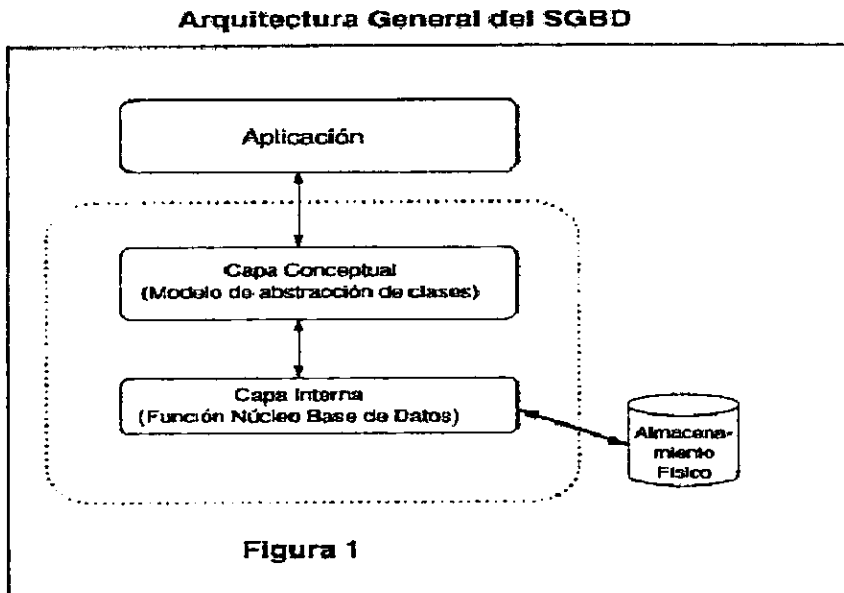 Arquitectura General del SGBD
Aplicación
Capa Conceptual
(Modelo de abstracción de clases)
Capa Interna
(Función Núcleo Base de Datos)
Almacena-
miento
Físico
Figura 1